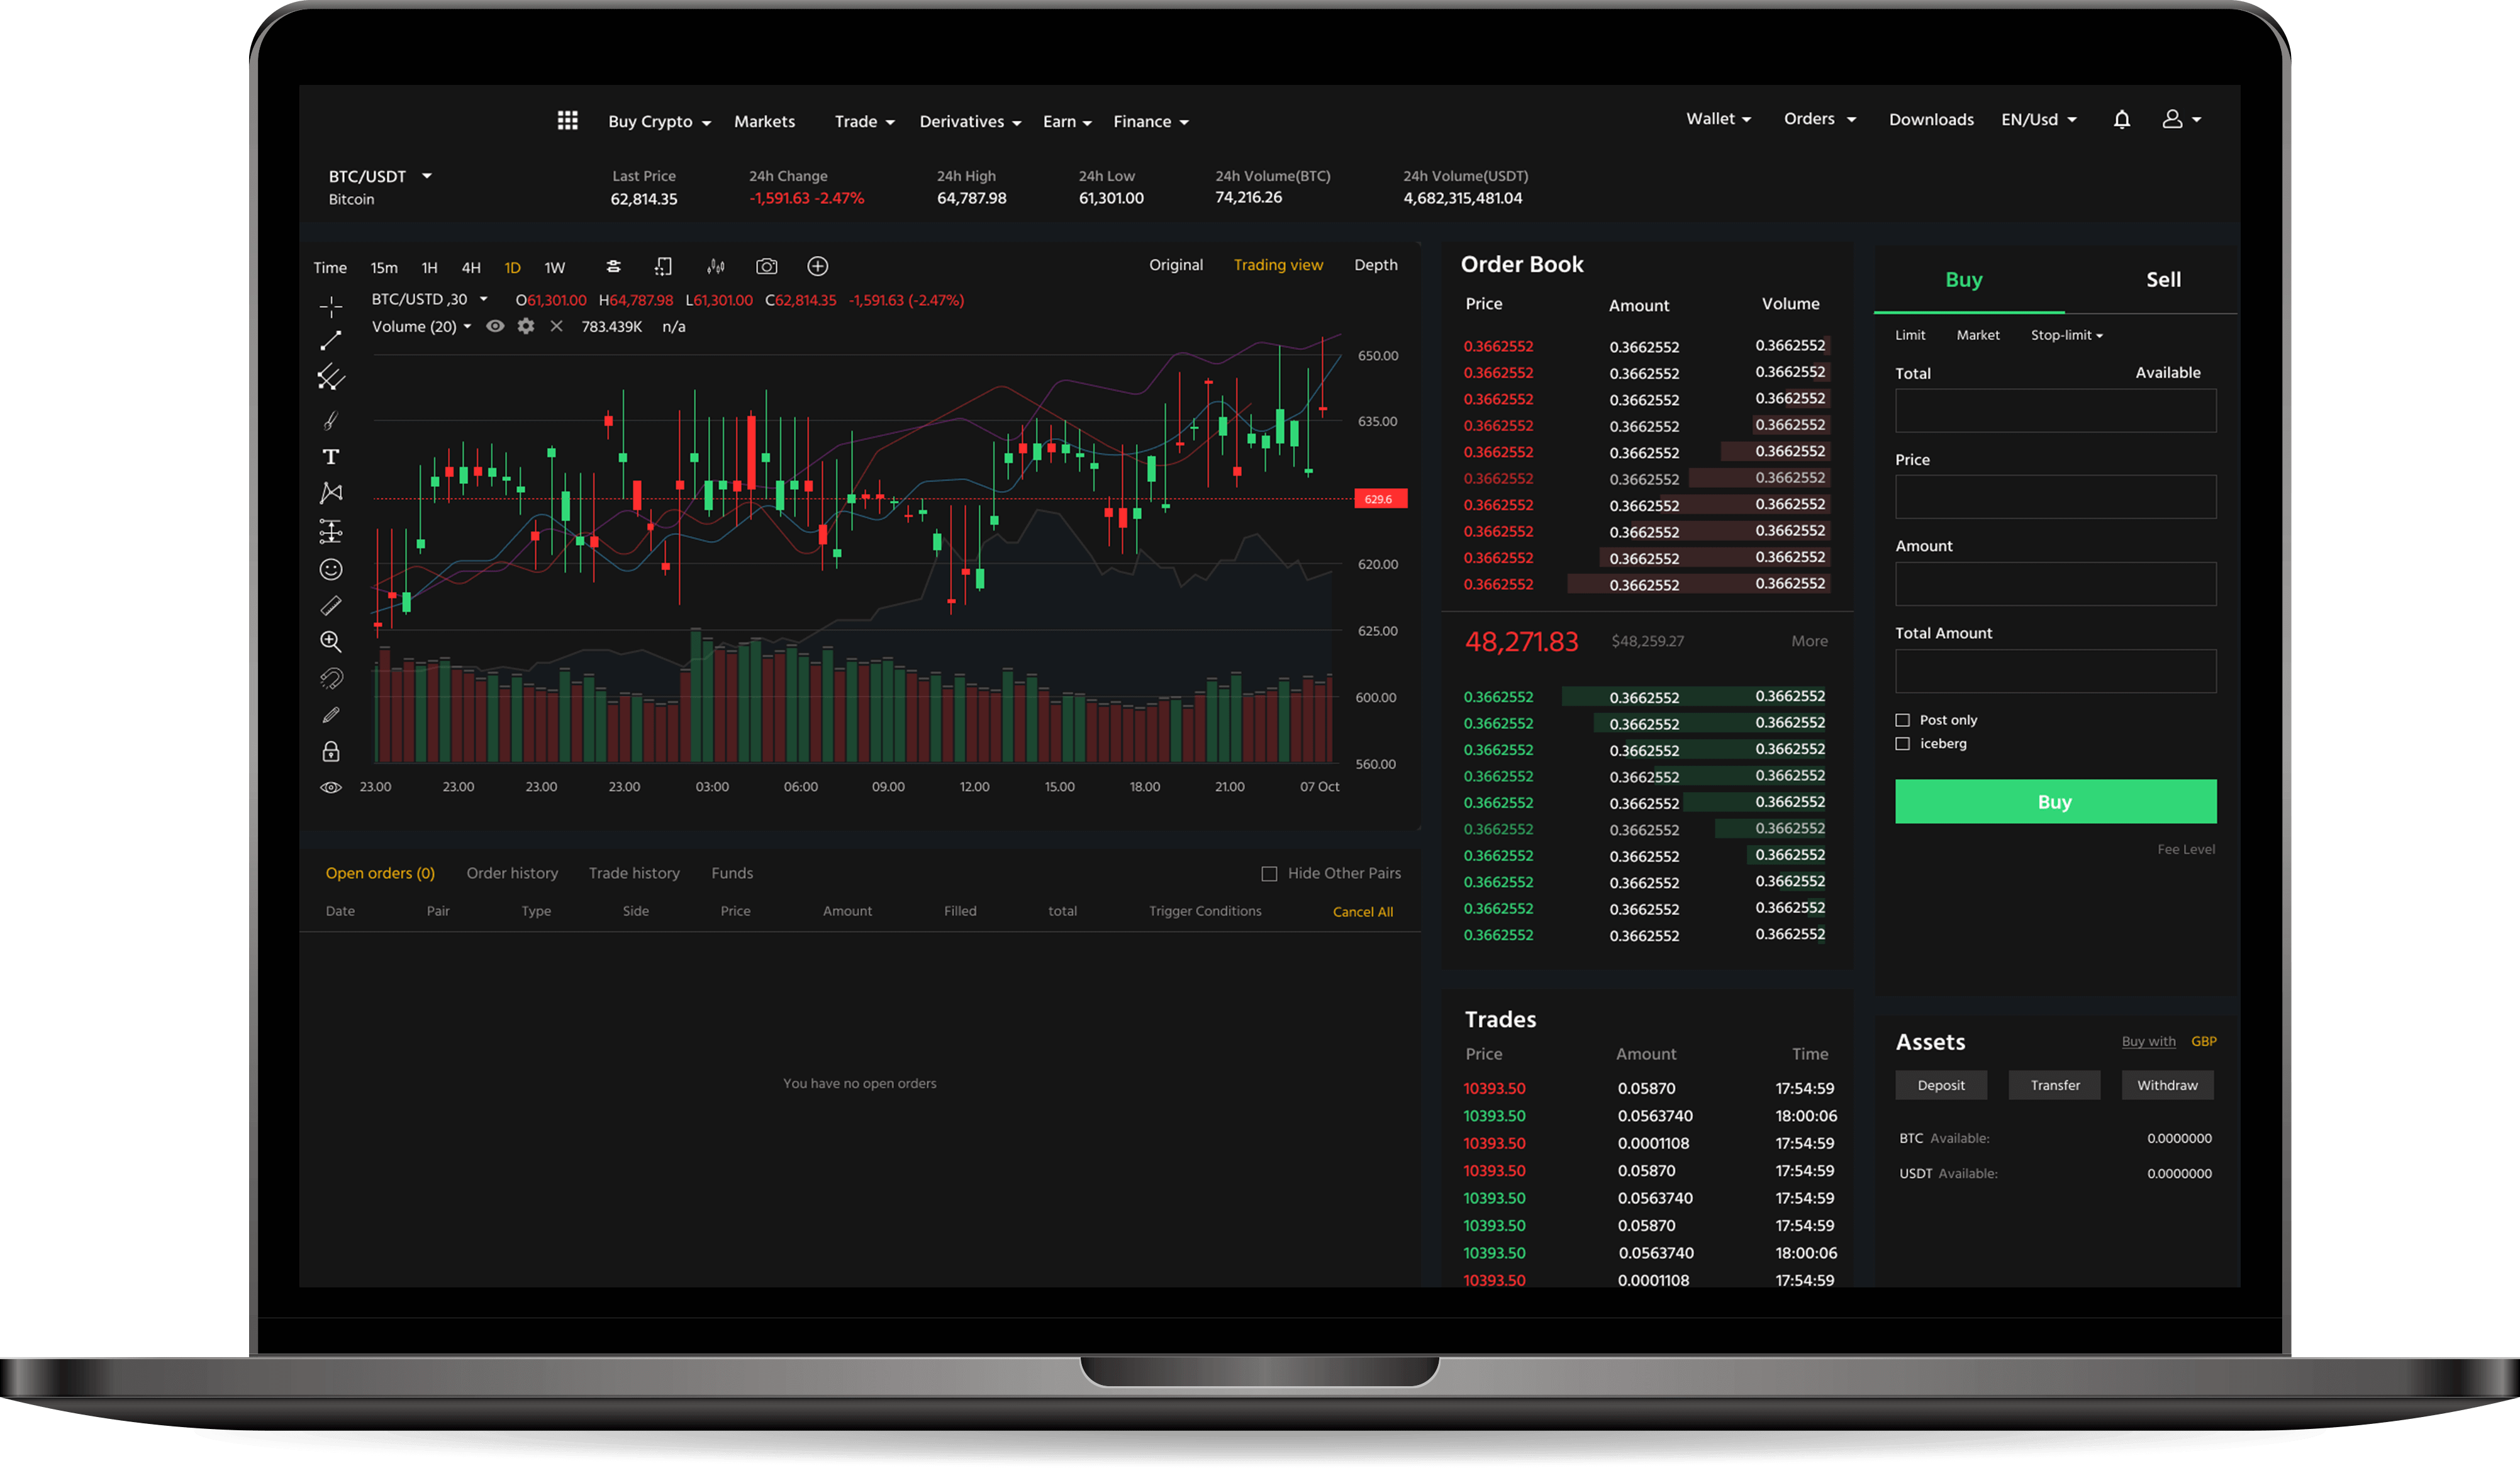 Buy Crypto Markets Trade Derivatives Earn Finance Wallet Orders Downloads EN/Usd
BTC/USDT Last Price 24h Change 24h High 24h Low 24h Volume(BTC) 24h Volume(USDT)
Bitcoin 62,814.35 -1,591.63 -2.47% 64,787.98 61,301.00 74,216.26 4,682,315,481.04
Time 15m 1H 4H 1D 1W Original Trading view Depth
BTC/USTD ,30 O61,301.00 H64,787.98 L61,301.00 C62,814.35 -1,591.63 (-2.47%)
Volume (20) 783.439K n/a
T
650.00
635.00
629.6
620.00
625.00
600.00
560.00
23.00 23.00 23.00 23.00 03:00 06:00 09.00 12.00 15.00 18.00 21.00 07 Oct
Open orders (0) Order history Trade history Funds Hide Other Pairs
Date Pair Type Side Price Amount Filled total Trigger Conditions Cancel All
You have no open orders
Order Book
Price Amount Volume
0.3662552 0.3662552 0.3662552
0.3662552 0.3662552 0.3662552
0.3662552 0.3662552 0.3662552
0.3662552 0.3662552 0.3662552
0.3662552 0.3662552 0.3662552
0.3662552 0.3662552 0.3662552
0.3662552 0.3662552 0.3662552
0.3662552 0.3662552 0.3662552
0.3662552 0.3662552 0.3662552
0.3662552 0.3662552 0.3662552
48,271.83 $48,259.27 More
0.3662552 0.3662552 0.3662552
0.3662552 0.3662552 0.3662552
0.3662552 0.3662552 0.3662552
0.3662552 0.3662552 0.3662552
0.3662552 0.3662552 0.3662552
0.3662552 0.3662552 0.3662552
0.3662552 0.3662552 0.3662552
0.3662552 0.3662552 0.3662552
0.3662552 0.3662552 0.3662552
0.3662552 0.3662552 0.3662552
Trades
Price Amount Time
10393.50 0.05870 17:54:59
10393.50 0.0563740 18:00:06
10393.50 0.0001108 17:54:59
10393.50 0.05870 17:54:59
10393.50 0.0563740 17:54:59
10393.50 0.05870 17:54:59
10393.50 0.0563740 18:00:06
10393.50 0.0001108 17:54:59
Buy Sell
Limit Market Stop-limit
Total Available
Price
Amount
Total Amount
Post only
iceberg
Buy
Fee Level
Assets Buy with GBP
Deposit Transfer Withdraw
BTC Available: 0.0000000
USDT Available: 0.0000000